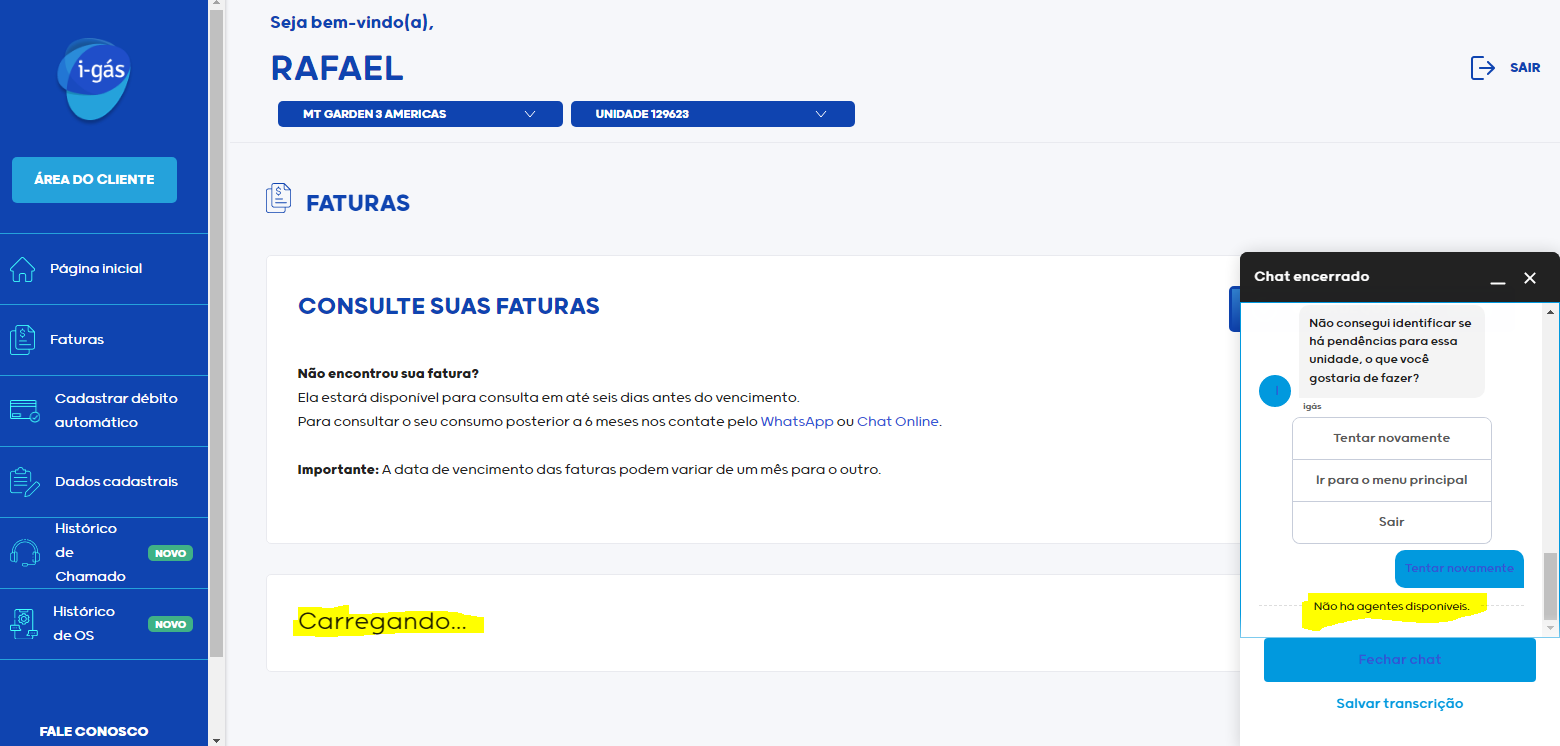 i-gás
ÁREA DO CLIENTE
Página inicial
Faturas
Cadastrar débito
automático
Dados cadastrais
Histórico
de
Chamado
NOVO
Histórico
de OS
NOVO
FALE CONOSCO
Seja bem-vindo(a),
RAFAEL
SAIR
MT GARDEN 3 AMERICAS
UNIDADE 129623
FATURAS
CONSULTE SUAS FATURAS
Não encontrou sua fatura?
Ela estará disponível para consulta em até seis dias antes do vencimento.
Para consultar o seu consumo posterior a 6 meses nos contate pelo WhatsApp ou Chat Online.
Importante: A data de vencimento das faturas podem variar de um mês para o outro.
Carregando...
Chat encerrado
Não consegui identificar se
há pendências para essa
unidade, o que você
gostaria de fazer?
I
igás
Tentar novamente
Ir para o menu principal
Sair
Tentar novamente
Não há agentes disponíveis.
Fechar chat
Salvar transcrição